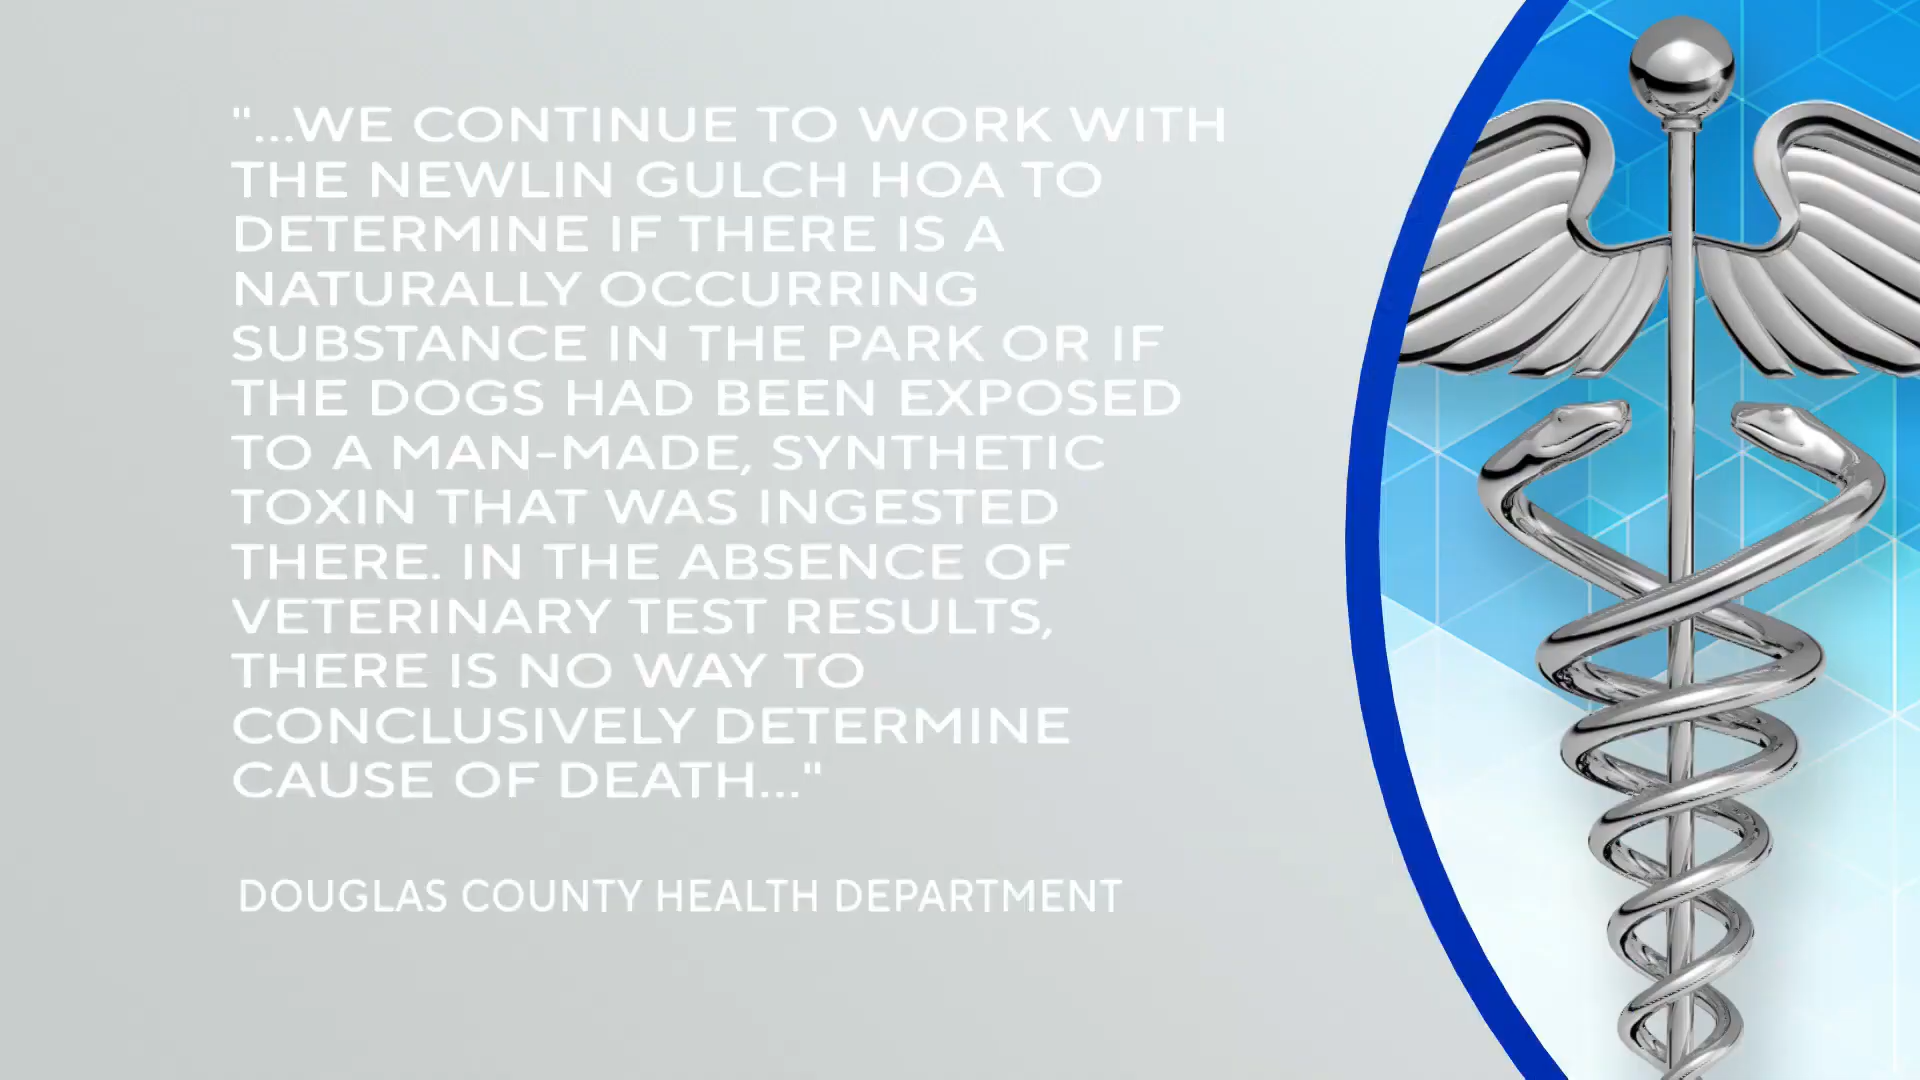 "...WE CONTINUE TO WORK WITH
THE NEWLIN GULCH HOA TO
DETERMINE IF THERE IS A
NATURALLY OCCURRING
SUBSTANCE IN THE PARK OR IF
THE DOGS HAD BEEN EXPOSED
TO A MAN-MADE, SYNTHETIC
TOXIN THAT WAS INGESTED
THERE. IN THE ABSENCE OF
VETERINARY TEST RESULTS,
THERE IS NO WAY TO
CONCLUSIVELY DETERMINE
CAUSE OF DEATH..."
DOUGLAS COUNTY HEALTH DEPARTMENT